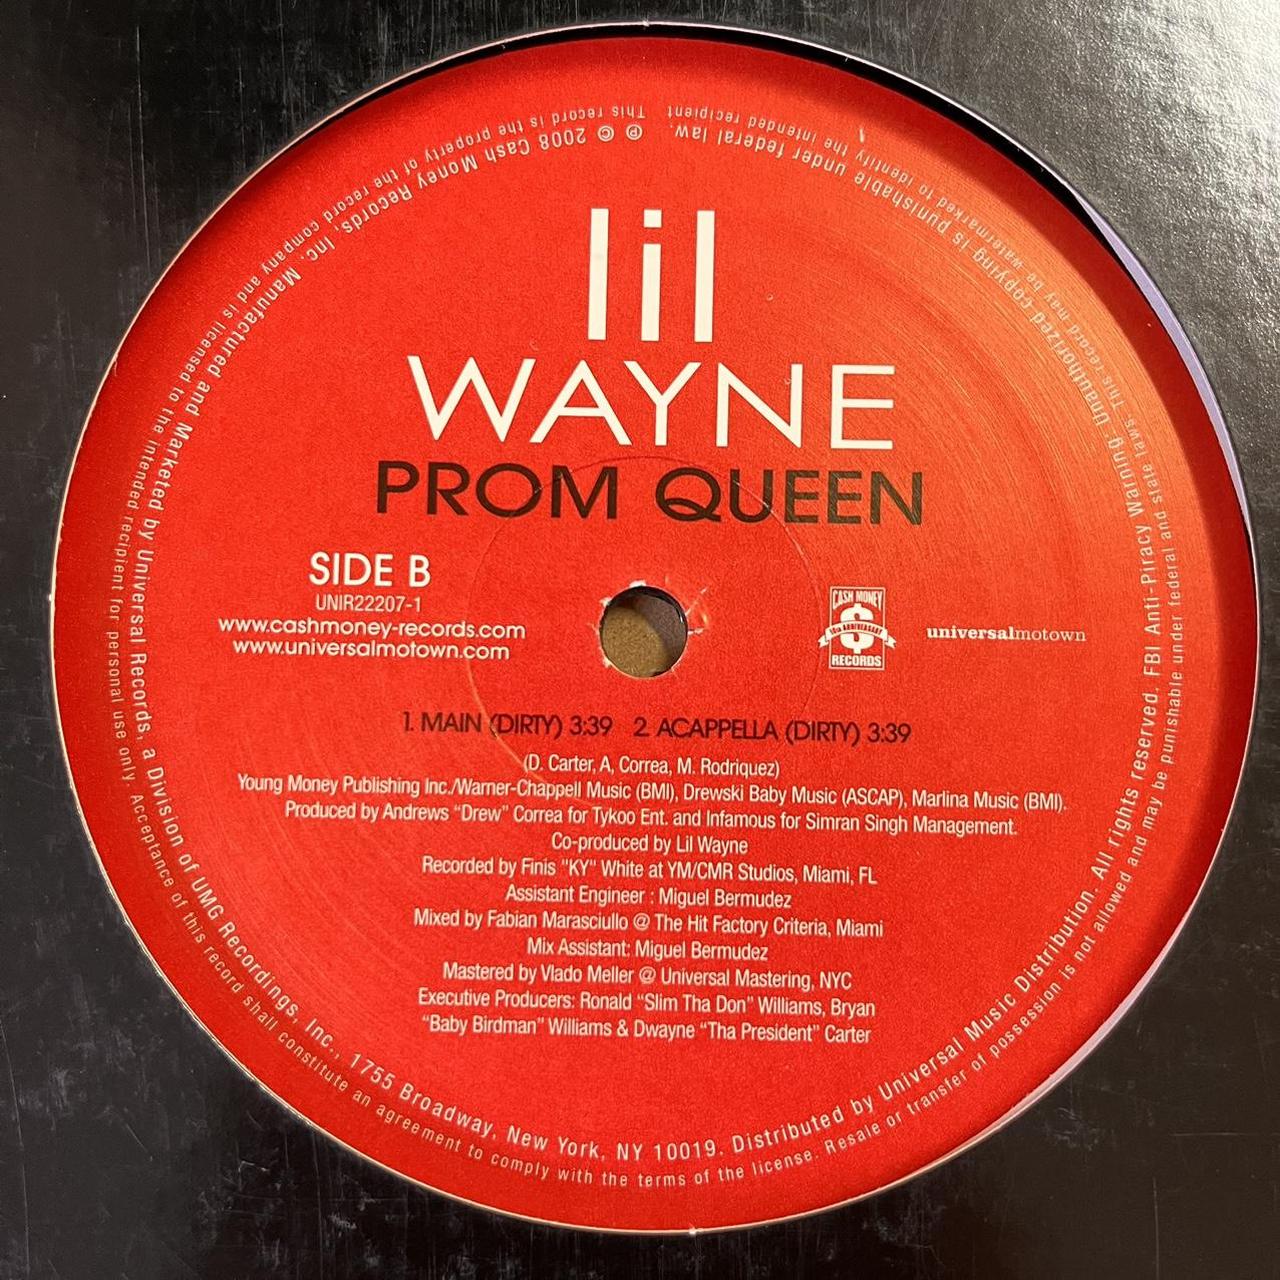 lil
WAYNE
PROM QUEEN
SIDE B
UNIR22207-1
www.cashmoney-records.com
www.universalmotown.com
CASH MONEY
10th ANNIVERSARY
$
RECORDS
universalmotown
1. MAIN (DIRTY) 3:39 2. ACAPPELLA (DIRTY) 3:39
(D. Carter, A, Correa, M. Rodriquez)
Young Money Publishing Inc./Warner-Chappell Music (BMI), Drewski Baby Music (ASCAP), Marlina Music (BMI).
Produced by Andrews "Drew" Correa for Tykoo Ent. and Infamous for Simran Singh Management.
Co-produced by Lil Wayne
Recorded by Finis "KY" White at YM/CMR Studios, Miami, FL
Assistant Engineer : Miguel Bermudez
Mixed by Fabian Marasciullo @ The Hit Factory Criteria, Miami
Mix Assistant: Miguel Bermudez
Mastered by Vlado Meller @ Universal Mastering, NYC
Executive Producers: Ronald "Slim Tha Don" Williams, Bryan
"Baby Birdman" Williams & Dwayne "Tha President" Carter
℗ © 2008 Cash Money Records, Inc. Manufactured and Marketed by Universal Records, a Division of UMG Recordings, Inc., 1755 Broadway, New York, NY 10019. Distributed by Universal Music Distribution. All rights reserved. FBI Anti-Piracy Warning. Unauthorized copying is punishable under federal law.
This record is the property of the record company and is licensed to the intended recipient for personal use only. Acceptance of this record shall constitute an agreement to comply with the terms of the license. Resale or transfer of possession is not allowed and may be punishable under federal and state laws. This record may be watermarked to identify the intended recipient